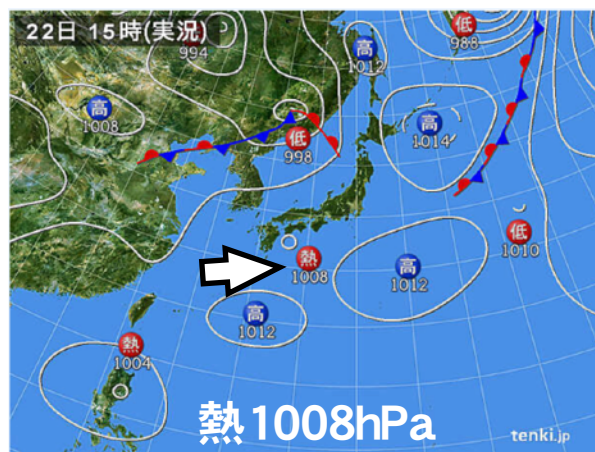 22日 15時(実況)
低
994
高
1012
低
988
高
1008
低
998
高
1014
低
1010
熱
1008
高
1012
高
1012
熱
1004
熱1008hPa
tenki.jp